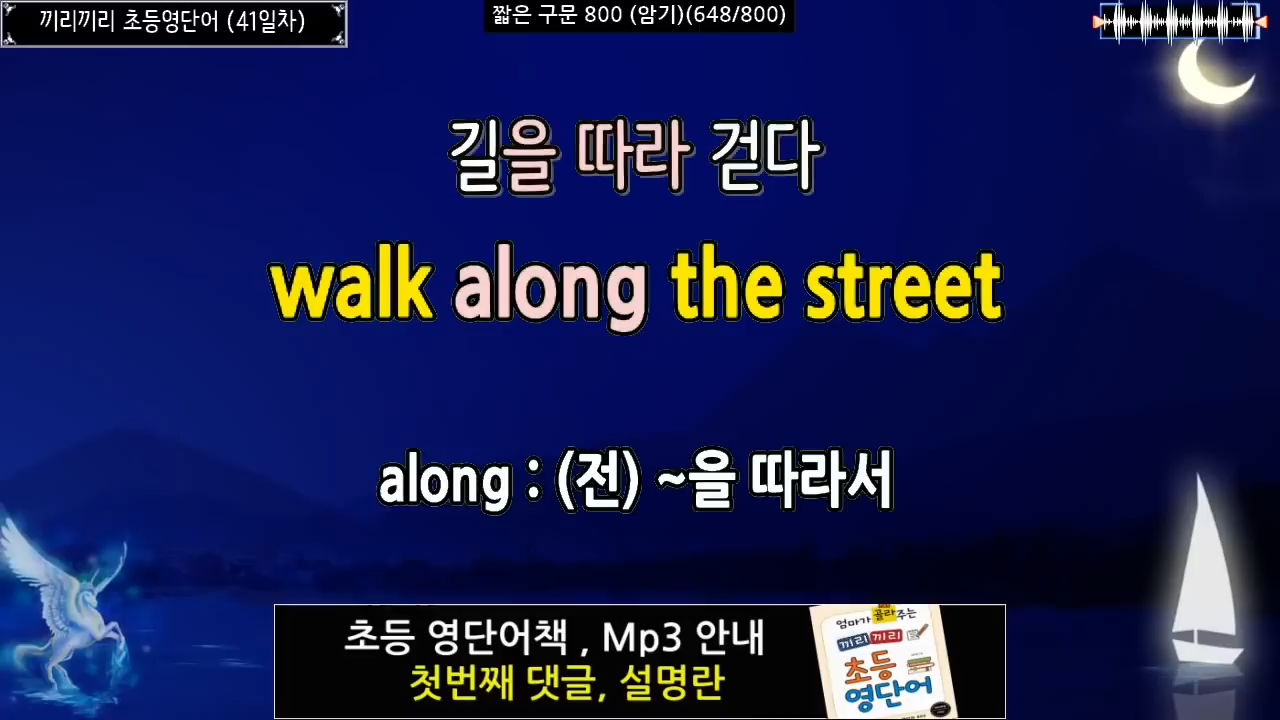 끼리끼리 초등영단어 (41일차)
짧은 구문 800 (암기)(648/800)
길을 따라 걷다
walk along the street
along : (전) ~을 따라서
초등 영단어책 , Mp3 안내
첫번째 댓글, 설명란
엄마가 골라주는
끼리끼리
초등
영단어